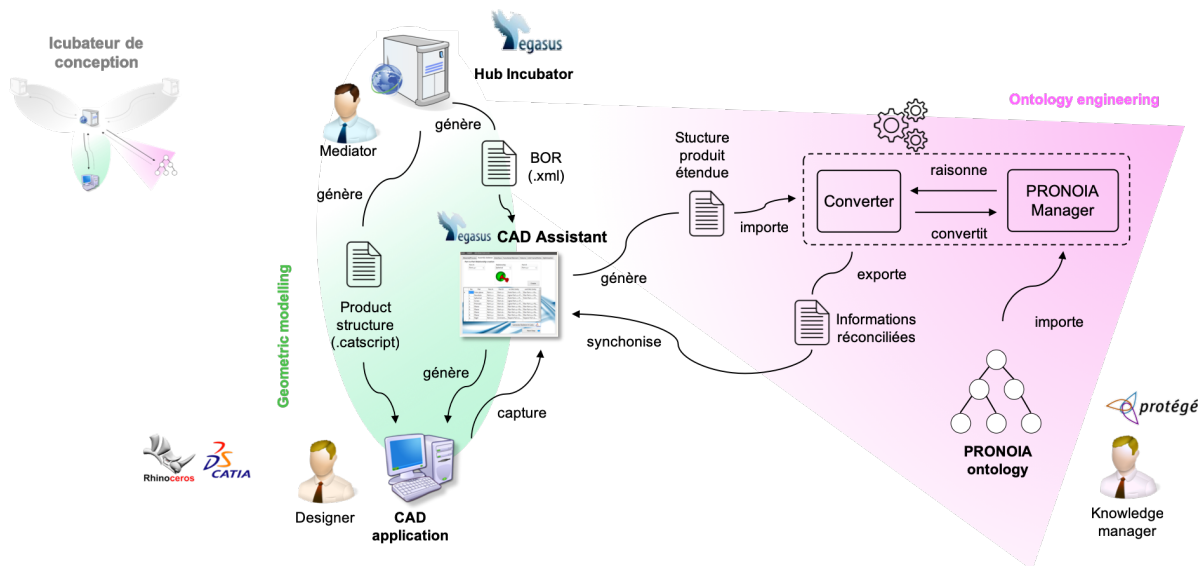 Icubateur de
conception
egasus
Hub Incubator
Mediator
génère
génère
BOR
(.xml)
egasus
CAD Assistant
Product
structure
(.catscript)
Geometric modelling
génère
capture
Rhinoceros
CATIA
Designer
CAD
application
génère
Stucture
produit
étendue
importe
Ontology engineering
Converter
raisonne
convertit
PRONOIA
Manager
exporte
Informations
réconciliées
synchonise
importe
PRONOIA
ontology
protégé
Knowledge
manager